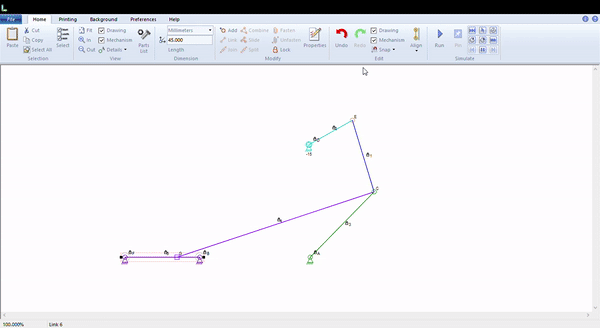 File Home Printing Background Preferences Help
Paste Cut Copy Select All Select
Selection
Fit In Out Drawing Mechanism Details Parts List
View
Millimeters
45.000
Length
Dimension
Add Combine Fasten
Slide Unfasten
Join Split Lock
Modify
Properties
Undo Redo Drawing Mechanism Snap Align
Edit
Run Pin
Simulate
-15
100.000% Link 6